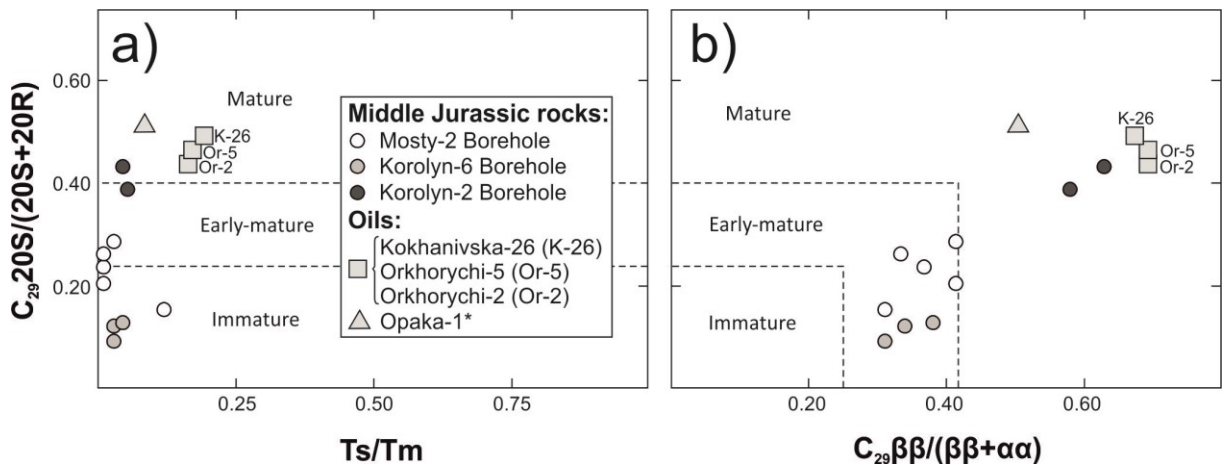 a)
C₂₉20S/(20S+20R)
0.60
0.40
0.20
Mature
K-26
Or-5
Or-2
Early-mature
Immature
Middle Jurassic rocks:
Mosty-2 Borehole
Korolyn-6 Borehole
Korolyn-2 Borehole
Oils:
Kokhanivska-26 (K-26)
Orkhorychi-5 (Or-5)
Orkhorychi-2 (Or-2)
Opaka-1*
0.25
0.50
0.75
Ts/Tm
b)
Mature
K-26
Or-5
Or-2
Early-mature
Immature
0.20
0.40
0.60
C₂₉ββ/(ββ+αα)